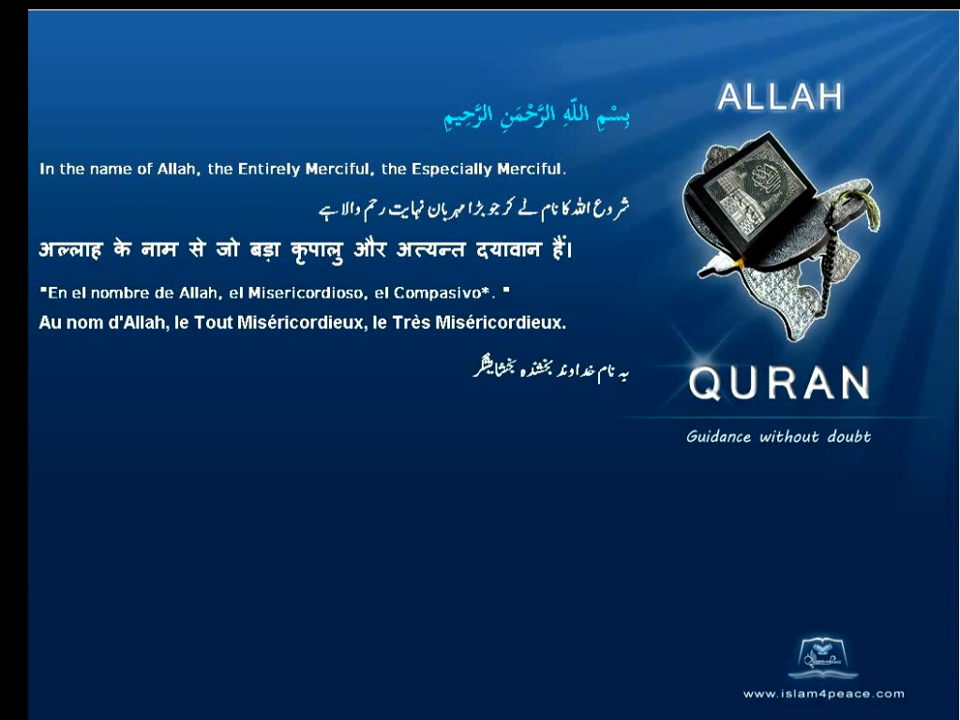 بِسْمِ اللّهِ الرَّحْمَنِ الرَّحِيمِ
In the name of Allah, the Entirely Merciful, the Especially Merciful.
شروع الله کا نام لے کر جو بڑا مہربان نہایت رحم والا ہے
अल्लाह के नाम से जो बड़ा कृपालु और अत्यन्त दयावान हैं।
"En el nombre de Allah, el Misericordioso, el Compasivo*. "
Au nom d'Allah, le Tout Miséricordieux, le Très Miséricordieux.
به نام خداوند بخشنده بخشایشگر
ALLAH
QURAN
Guidance without doubt
www.islam4peace.com